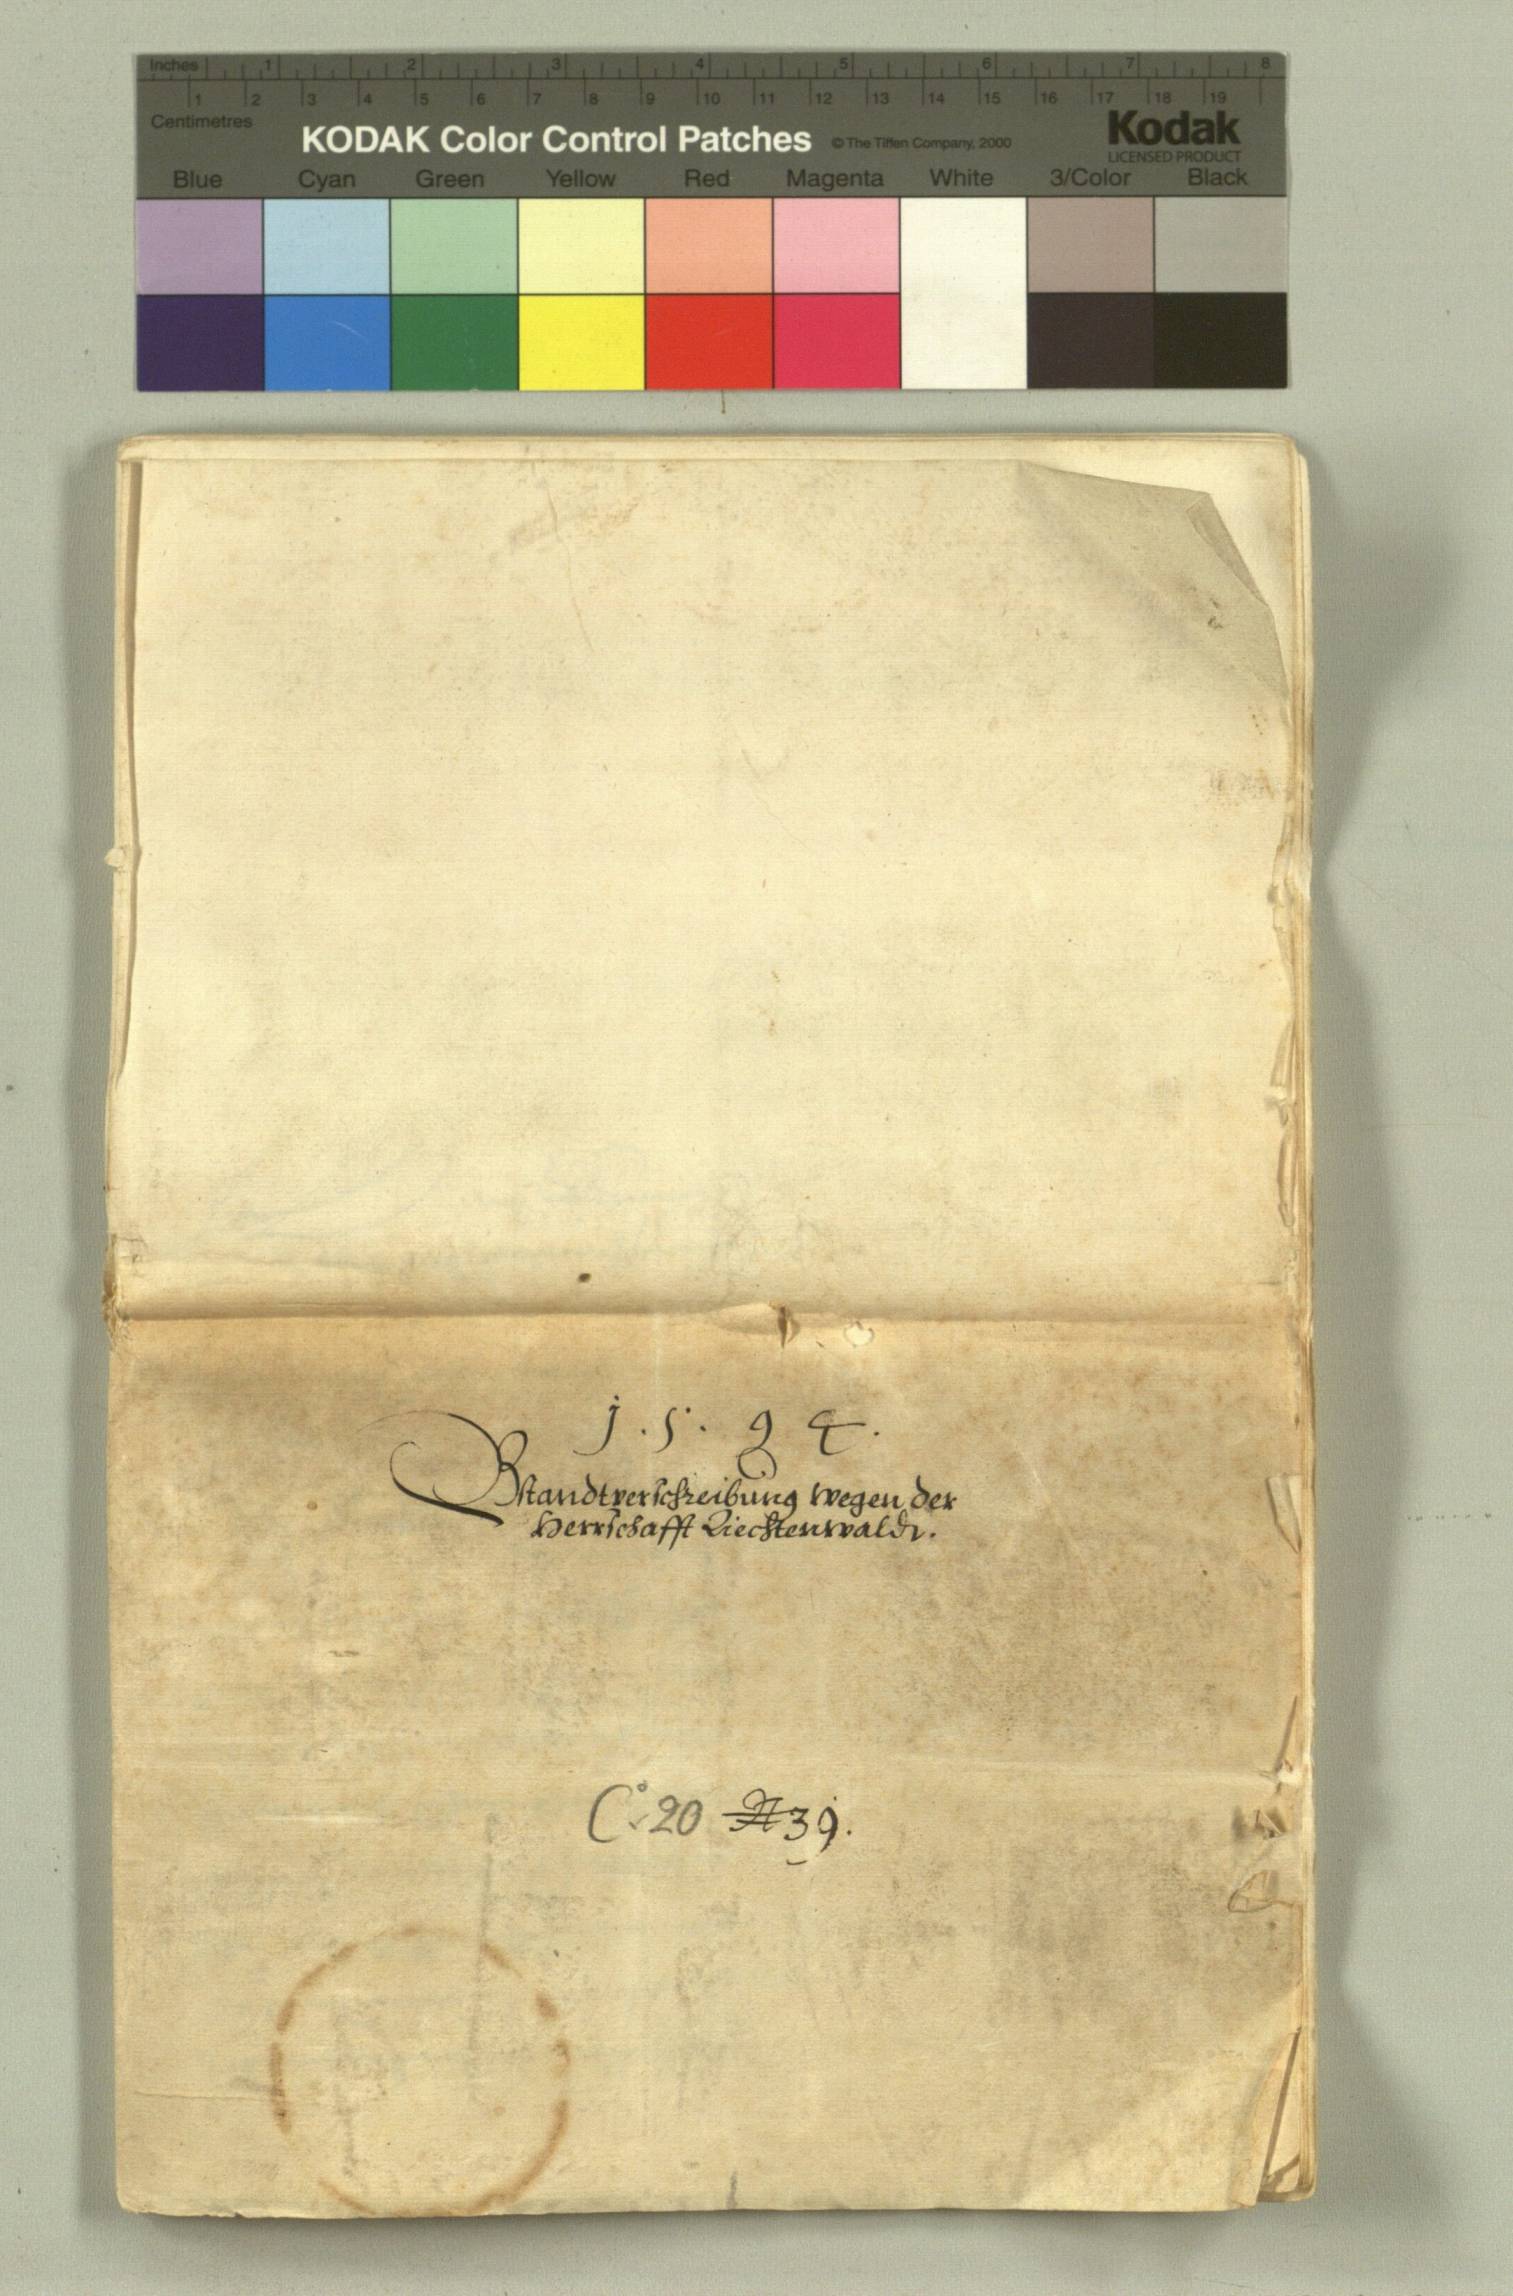 Inches 1 2 3 4 5 6 7 8
1 2 3 4 5 6 7 8 9 10 11 12 13 14 15 16 17 18 19
Centimetres
KODAK Color Control Patches © The Tiffen Company, 2000 Kodak
LICENSED PRODUCT
Blue Cyan Green Yellow Red Magenta White 3/Color Black
1.5.94.
Bstandtverschreibung wegen der
Herrschafft Liechtenwaldt.
C. 20 39.